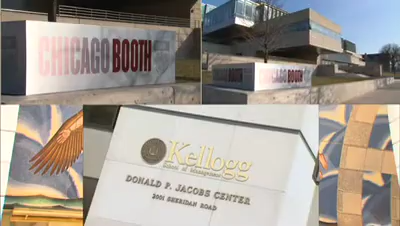 CHICAGO BOOTH
CHICAGO BOOTH
Kellogg
School of Management
DONALD P. JACOBS CENTER
2001 SHERIDAN ROAD